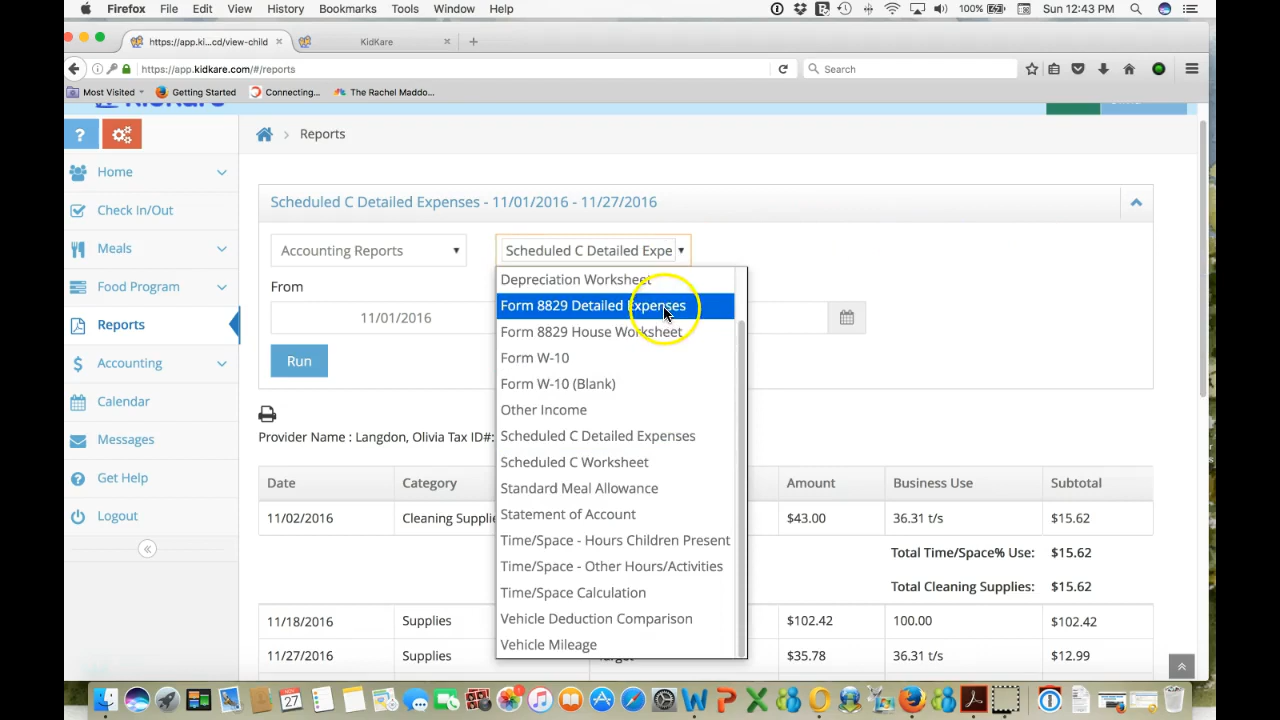 Firefox File Edit View History Bookmarks Tools Window Help 100% Sun 12:43 PM
https://app.ki...cd/view-child × KidKare × +
https://app.kidkare.com/#/reports Search
Most Visited Getting Started Connecting... The Rachel Maddo...
? Reports
Home
Check In/Out
Meals
Food Program
Reports
Accounting
Calendar
Messages
Get Help
Logout
Scheduled C Detailed Expenses - 11/01/2016 - 11/27/2016
Accounting Reports Scheduled C Detailed Expe
From
11/01/2016
Run
Depreciation Worksheet
Form 8829 Detailed Expenses
Form 8829 House Worksheet
Form W-10
Form W-10 (Blank)
Other Income
Scheduled C Detailed Expenses
Scheduled C Worksheet
Standard Meal Allowance
Statement of Account
Time/Space - Hours Children Present
Time/Space - Other Hours/Activities
Time/Space Calculation
Vehicle Deduction Comparison
Vehicle Mileage
Provider Name : Langdon, Olivia Tax ID#:
Date Category Amount Business Use Subtotal
11/02/2016 Cleaning Supplie $43.00 36.31 t/s $15.62
Total Time/Space% Use: $15.62
Total Cleaning Supplies: $15.62
11/18/2016 Supplies $102.42 100.00 $102.42
11/27/2016 Supplies Target $35.78 36.31 t/s $12.99